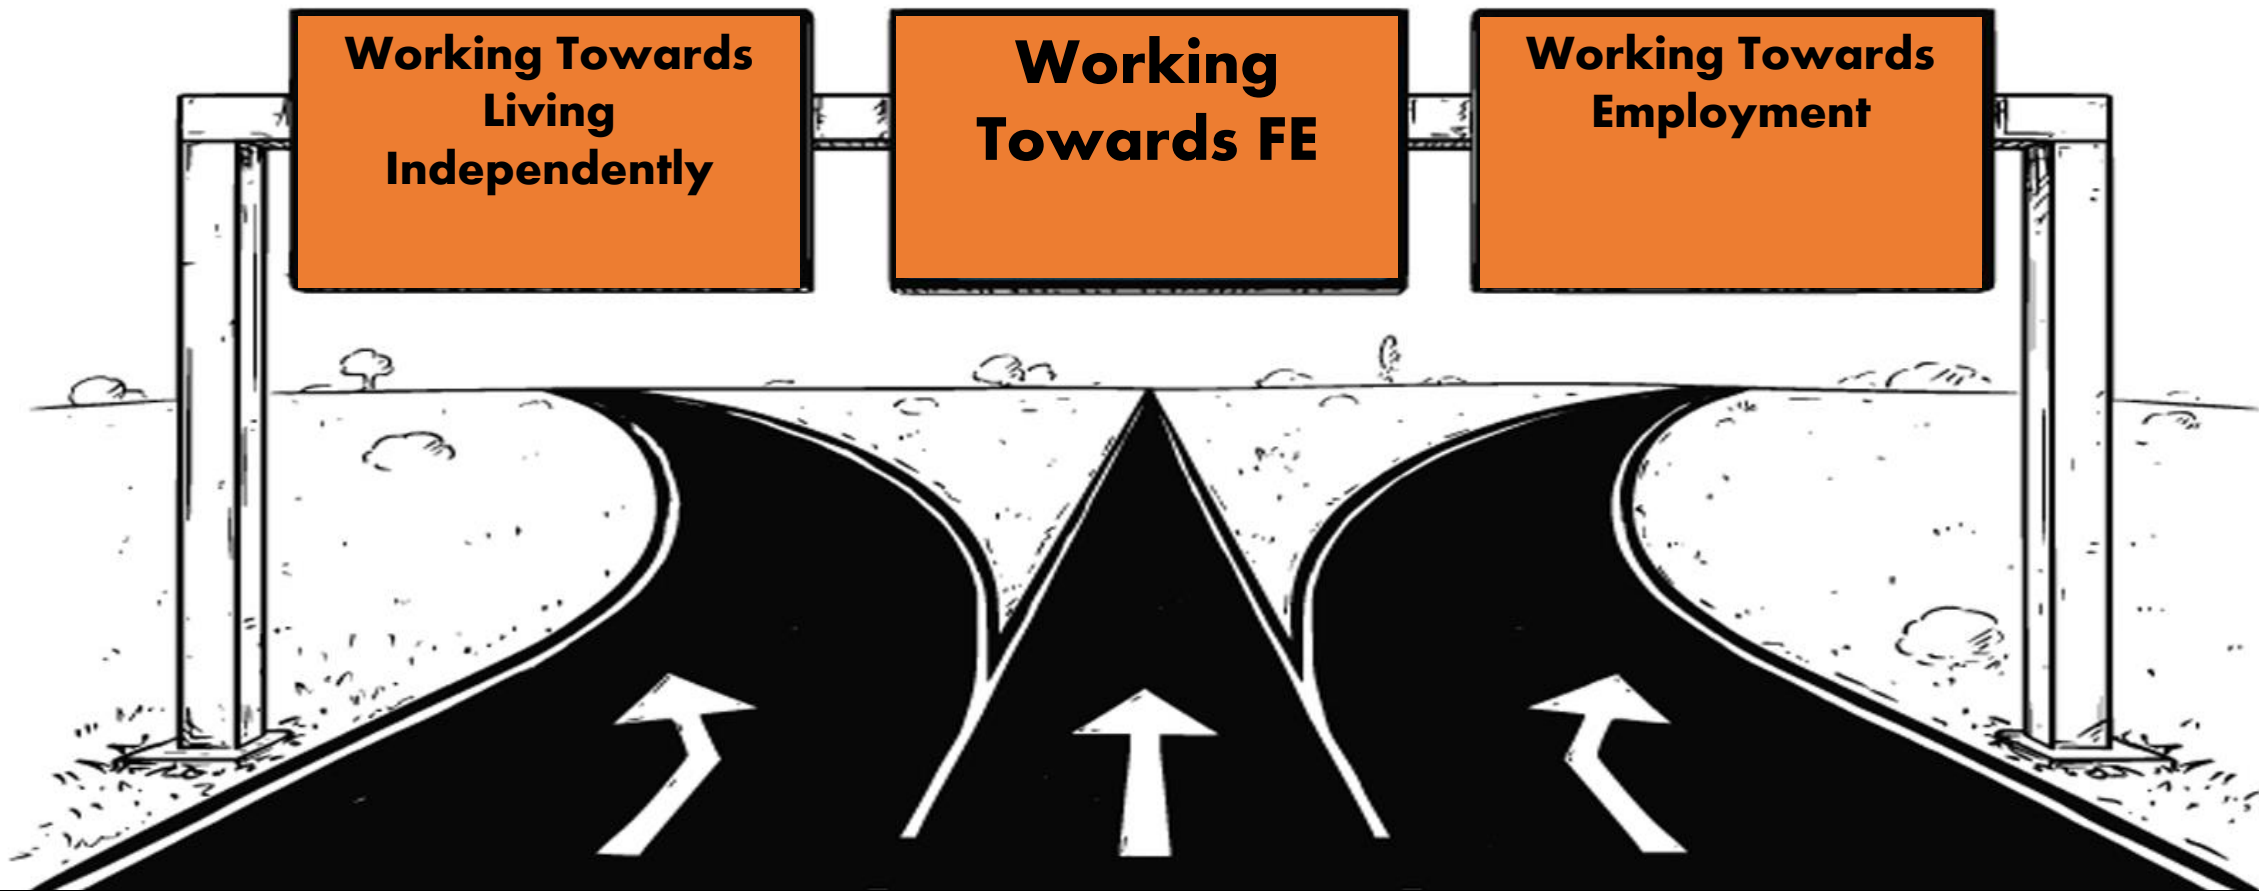 Working Towards
Living
Independently
Working
Towards FE
Working Towards
Employment